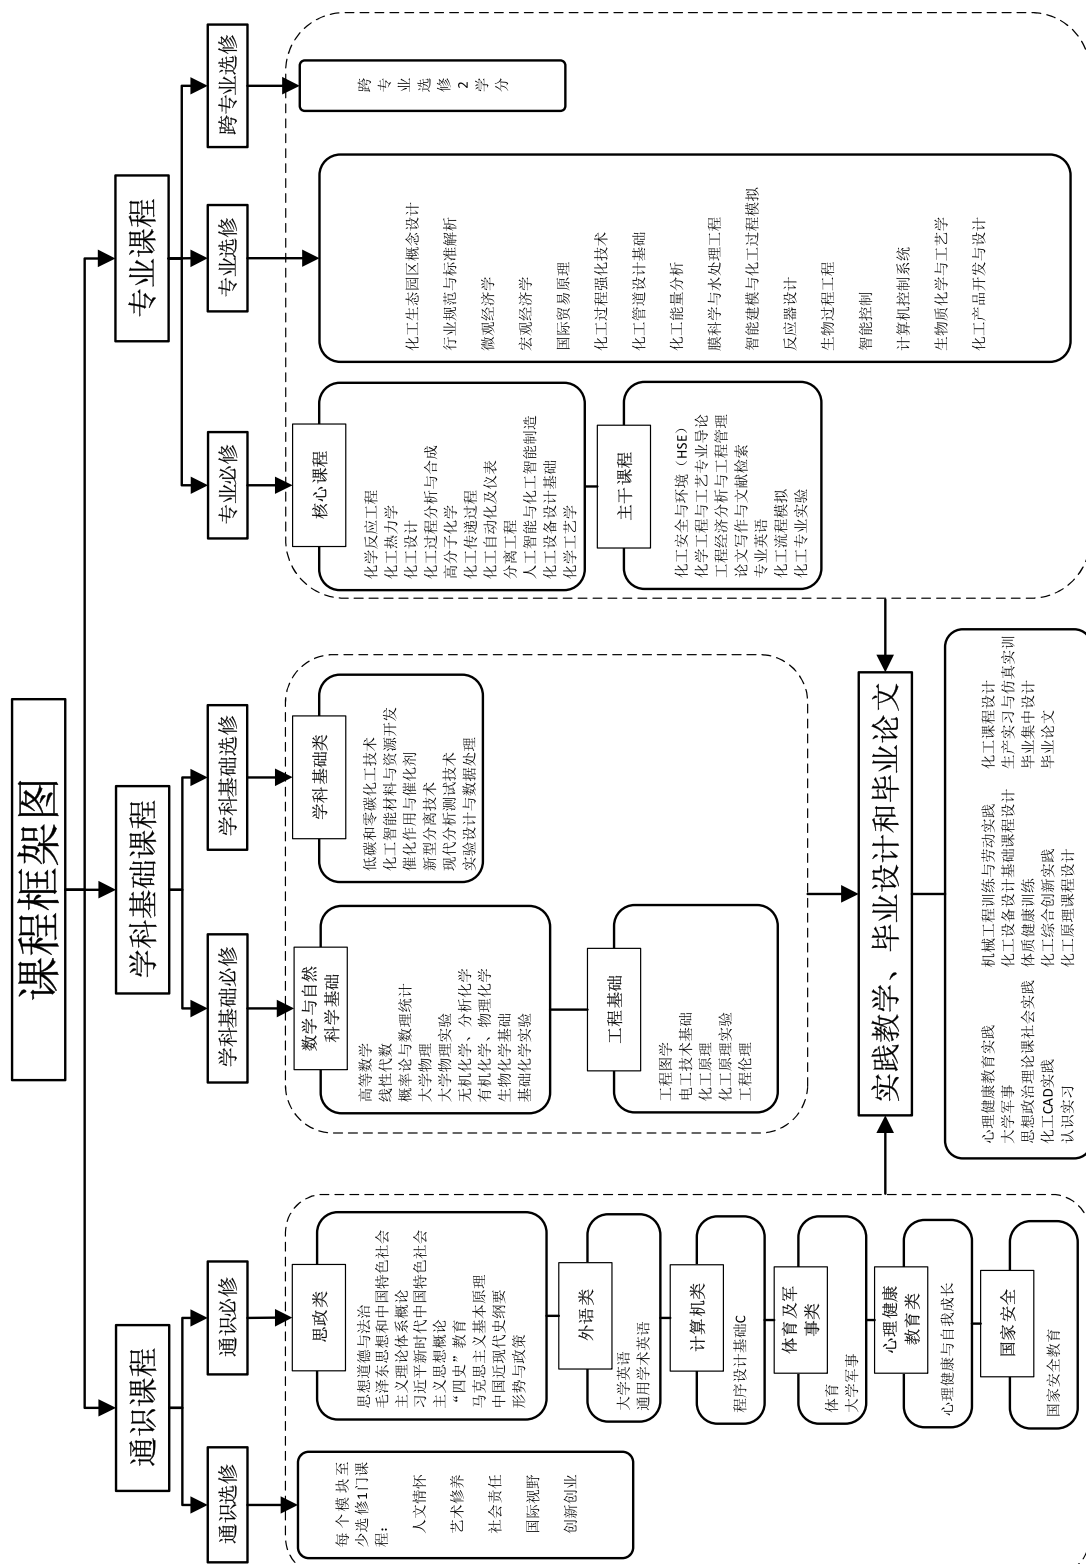 课程框架图
通识课程
学科基础课程
专业课程
通识选修
通识必修
学科基础必修
学科基础选修
专业必修
专业选修
跨专业选修
每个模块至
少选修1门课
程：
人文情怀
艺术修养
社会责任
国际视野
创新创业
思政类
思想道德与法治
毛泽东思想和中国特色社会
主义理论体系概论
习近平新时代中国特色社会
主义思想概论
“四史”教育
马克思主义基本原理
中国近现代史纲要
形势与政策
外语类
大学英语
通用学术英语
计算机类
程序设计基础C
体育及军
事类
体育
大学军事
心理健康
教育类
心理健康与自我成长
国家安全
国家安全教育
数学与自然
科学基础
高等数学
线性代数
概率论与数理统计
大学物理
大学物理实验
无机化学、分析化学
有机化学、物理化学
生物化学基础
基础化学实验
工程基础
工程图学
电工技术基础
化工原理
化工原理实验
工程伦理
学科基础类
低碳和零碳化工技术
化工智能材料与资源开发
催化作用与催化剂
新型分离技术
现代分析测试技术
实验设计与数据处理
核心课程
化学反应工程
化工热力学
化工设计
化工过程分析与合成
高分子化学
化工传递过程
化工自动化及仪表
分离工程
人工智能与化工智能制造
化工设备设计基础
化学工艺学
主干课程
化工安全与环境（HSE）
化学工程与工艺专业导论
工程经济分析与工程管理
论文写作与文献检索
专业英语
化工流程模拟
化工专业实验
化工生态园区概念设计
行业规范与标准解析
微观经济学
宏观经济学
国际贸易原理
化工过程强化技术
化工管道设计基础
化工能量分析
膜科学与水处理工程
智能建模与化工过程模拟
反应器设计
生物过程工程
智能控制
计算机控制系统
生物质化学与工艺学
化工产品开发与设计
跨专业选修2学分
实践教学、毕业设计和毕业论文
心理健康教育实践
大学军事
思想政治理论课社会实践
化工CAD实践
认识实习
机械工程训练与劳动实践
化工设备设计基础课程设计
体质健康训练
化工综合创新实践
化工原理课程设计
化工课程设计
生产实习与仿真实训
毕业集中设计
毕业论文